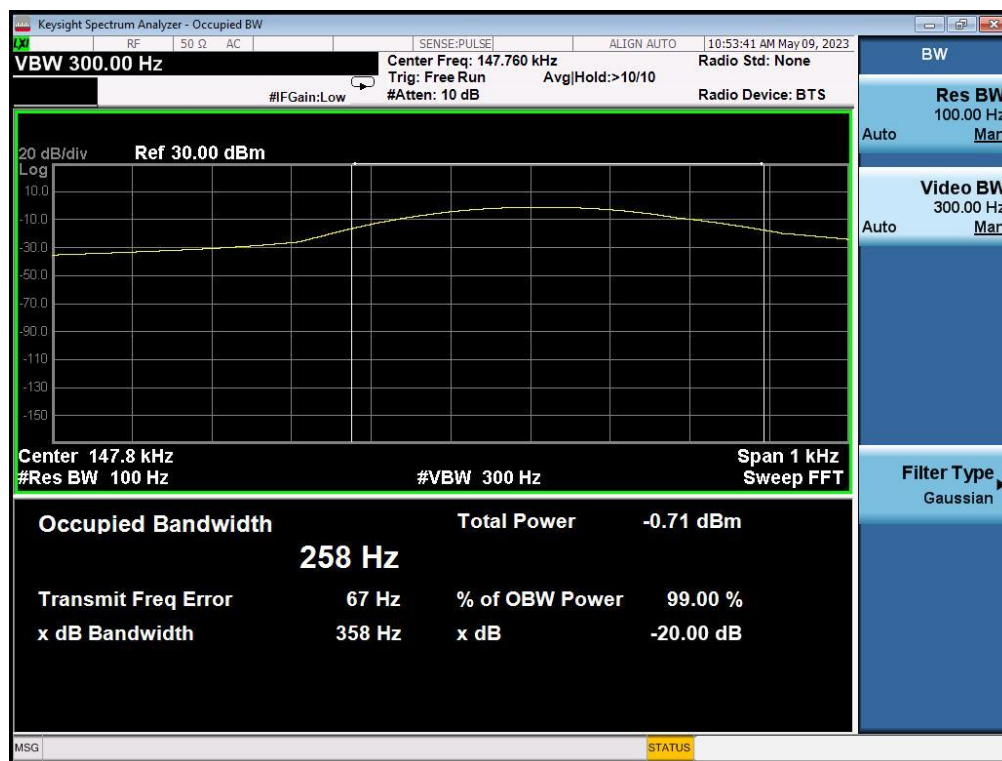 Keysight Spectrum Analyzer - Occupied BW
LXI RF 50 Ω AC SENSE:PULSE ALIGN AUTO 10:53:41 AM May 09, 2023
VBW 300.00 Hz
Center Freq: 147.760 kHz Radio Std: None
Trig: Free Run Avg|Hold:>10/10
#IFGain:Low #Atten: 10 dB Radio Device: BTS
20 dB/div Ref 30.00 dBm
Log
10.0
-10.0
-30.0
-50.0
-70.0
-90.0
-110
-130
-150
Center 147.8 kHz Span 1 kHz
#Res BW 100 Hz #VBW 300 Hz Sweep FFT
Occupied Bandwidth Total Power -0.71 dBm
258 Hz
Transmit Freq Error 67 Hz % of OBW Power 99.00 %
x dB Bandwidth 358 Hz x dB -20.00 dB
MSG STATUS
BW
Res BW
100.00 Hz
Auto Man
Video BW
300.00 Hz
Auto Man
Filter Type
Gaussian